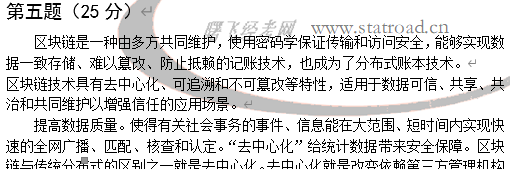 第五题（25 分）
曙飞经考网 www.statroad.cn
区块链是一种由多方共同维护，使用密码学保证传输和访问安全，能够实现数
据一致存储、难以篡改、防止抵赖的记账技术，也成为了分布式账本技术。
区块链技术具有去中心化、可追溯和不可篡改等特性，适用于数据可信、共享、共
治和共同维护以增强信任的应用场景。
提高数据质量。使得有关社会事务的事件、信息能在大范围、短时间内实现快
速的全网广播、匹配、核查和认定。“去中心化”给统计数据带来安全保障。区块
链与传统分布式的区别之一就是去中心化。去中心化就是改变依赖第三方管理机构